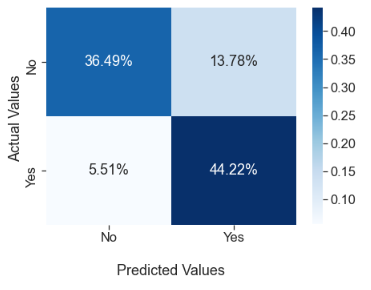 0.40
No
36.49%
13.78%
0.35
0.30
Actual Values
0.25
0.20
Yes
5.51%
44.22%
0.15
0.10
No
Yes
Predicted Values